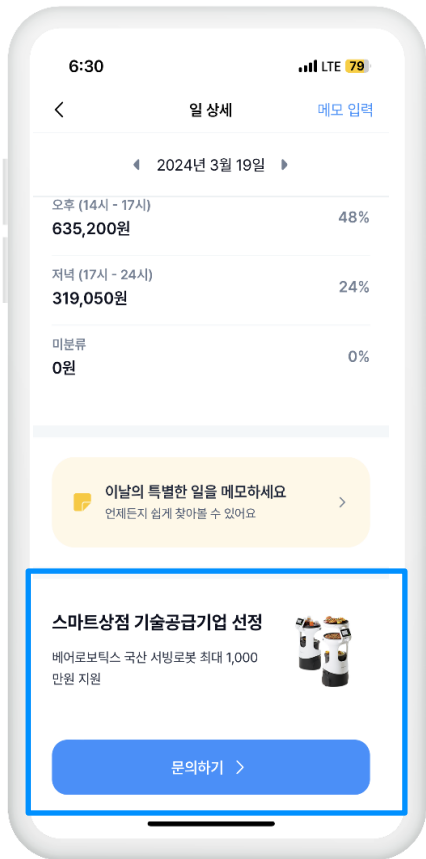 6:30
LTE 79
일 상세
메모 입력
2024년 3월 19일
오후 (14시 - 17시)
635,200원
48%
저녁 (17시 - 24시)
319,050원
24%
미분류
0원
0%
이날의 특별한 일을 메모하세요
언제든지 쉽게 찾아볼 수 있어요
스마트상점 기술공급기업 선정
베어로보틱스 국산 서빙로봇 최대 1,000
만원 지원
문의하기